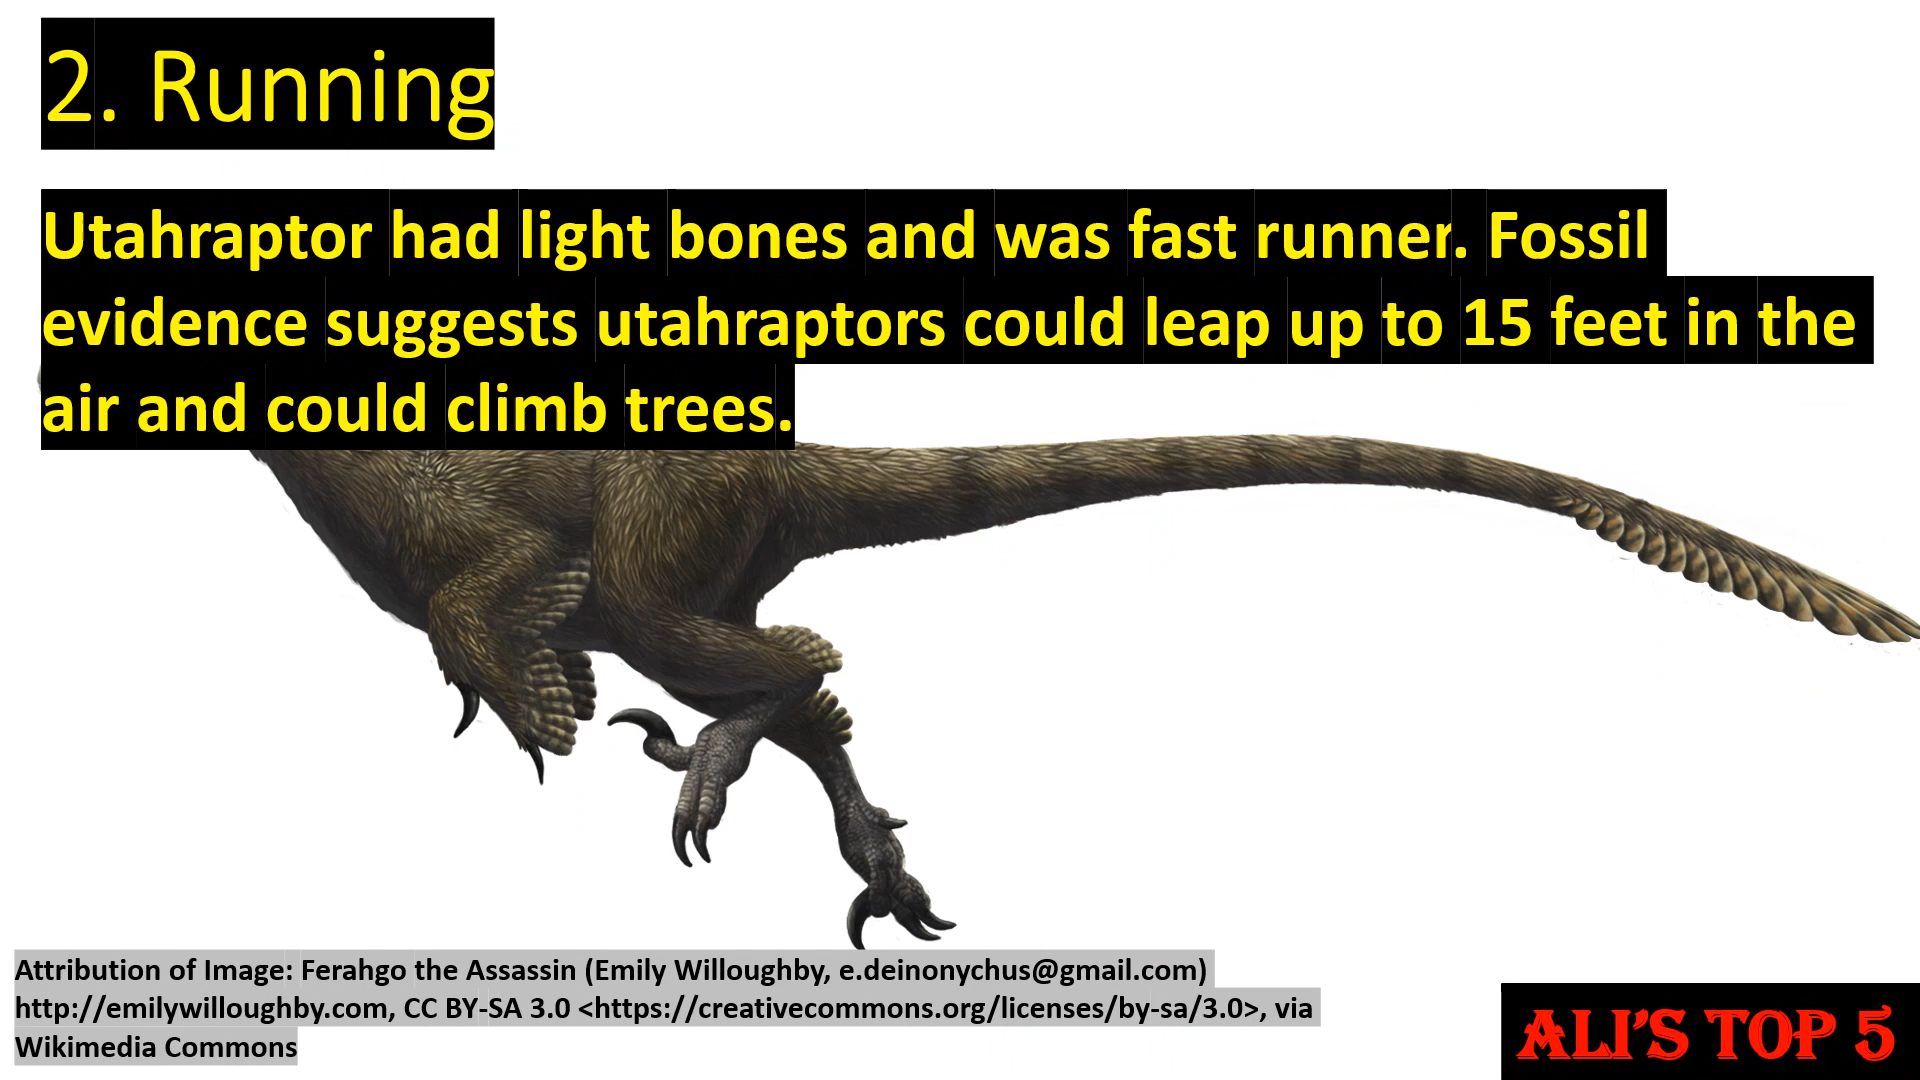 2. Running
Utahraptor had light bones and was fast runner. Fossil
evidence suggests utahraptors could leap up to 15 feet in the
air and could climb trees.
Attribution of Image: Ferahgo the Assassin (Emily Willoughby, e.deinonychus@gmail.com)
http://emilywilloughby.com, CC BY-SA 3.0 <https://creativecommons.org/licenses/by-sa/3.0>, via
Wikimedia Commons
ALI'S TOP 5